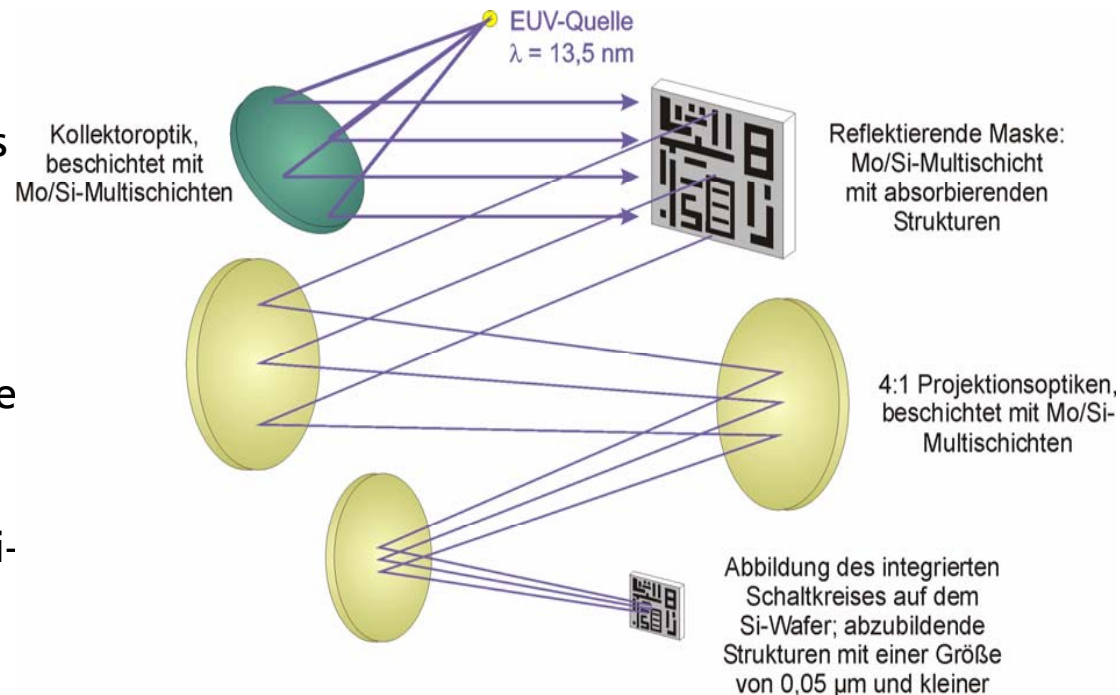 EUV-Quelle
λ = 13,5 nm
s
Kollektoroptik,
beschichtet mit
Mo/Si-Multischichten
Reflektierende Maske:
Mo/Si-Multischicht
mit absorbierenden
Strukturen
e
4:1 Projektionsoptiken,
beschichtet mit Mo/Si-
Multischichten
i-
Abbildung des integrierten
Schaltkreises auf dem
Si-Wafer; abzubildende
Strukturen mit einer Größe
von 0,05 µm und kleiner